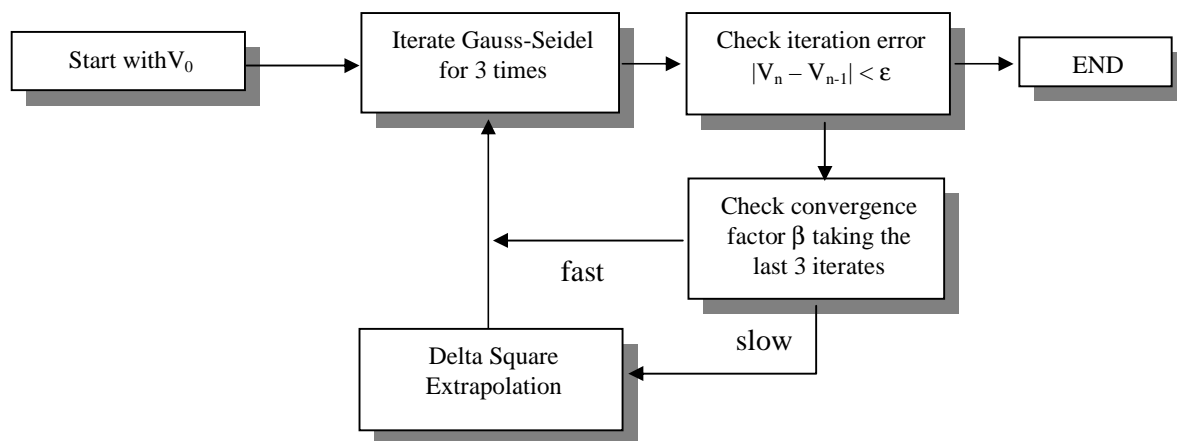 Start withV₀
Iterate Gauss-Seidel
for 3 times
Check iteration error
|Vₙ – Vₙ₋₁| < ε
END
Check convergence
factor β taking the
last 3 iterates
fast
slow
Delta Square
Extrapolation